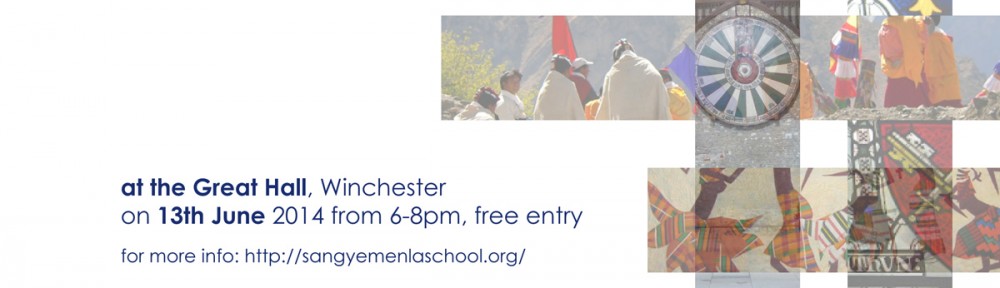 at the Great Hall, Winchester
on 13th June 2014 from 6-8pm, free entry
for more info: http://sangyemenlaschool.org/